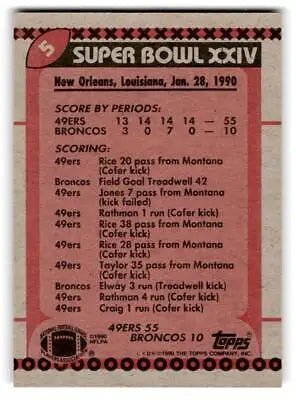 5
SUPER BOWL XXIV
New Orleans, Louisiana, Jan. 28, 1990
SCORE BY PERIODS:
49ERS 13 14 14 14 — 55
BRONCOS 3 0 7 0 — 10
SCORING:
49ers Rice 20 pass from Montana
(Cofer kick)
Broncos Field Goal Treadwell 42
49ers Jones 7 pass from Montana
(kick failed)
49ers Rathman 1 run (Cofer kick)
49ers Rice 38 pass from Montana
(Cofer kick)
49ers Rice 28 pass from Montana
(Cofer kick)
49ers Taylor 35 pass from Montana
(Cofer kick)
Broncos Elway 3 run (Treadwell kick)
49ers Rathman 4 run (Cofer kick)
49ers Craig 1 run (Cofer kick)
49ERS 55
BRONCOS 10
©1990
NFLPA
Topps
© 1990 THE TOPPS COMPANY, INC.